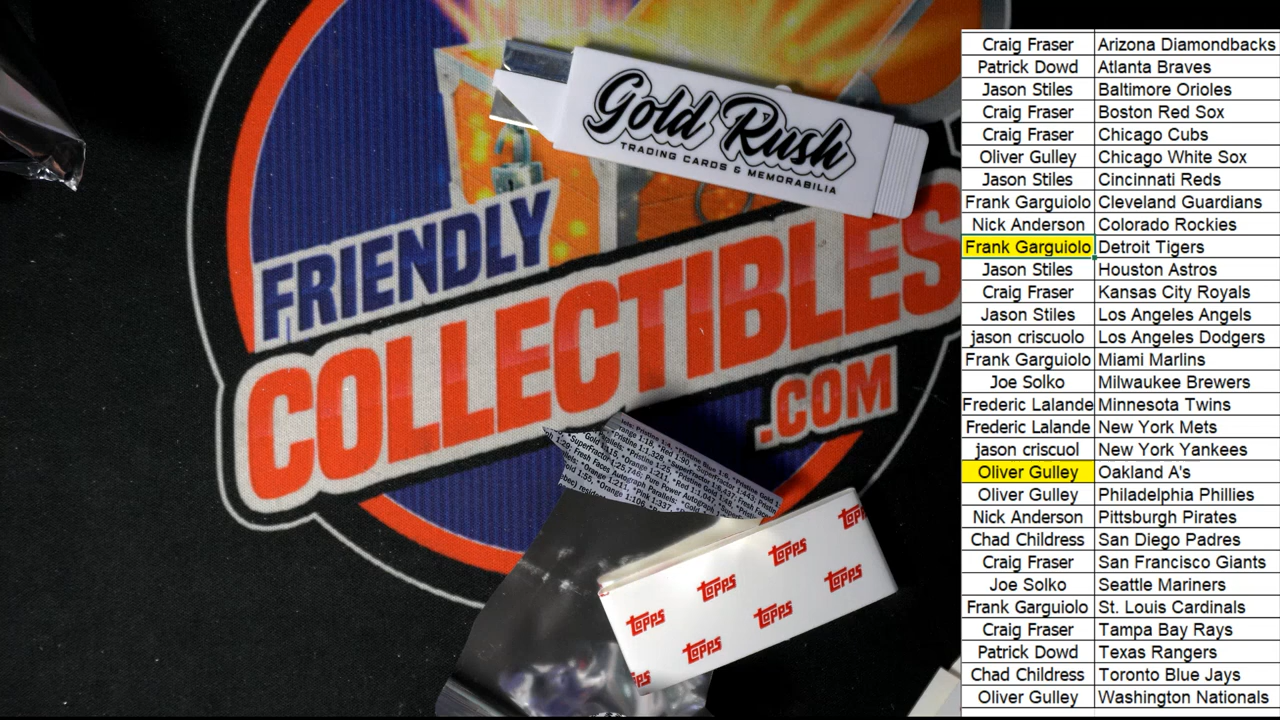 Gold Rush
TRADING CARDS & MEMORABILIA
FRIENDLY
COLLECTIBLES
.COM
TOPPS
TOPPS
TOPPS
TOPPS
TOPPS
TOPPS
TOPPS
Craig Fraser Arizona Diamondbacks
Patrick Dowd Atlanta Braves
Jason Stiles Baltimore Orioles
Craig Fraser Boston Red Sox
Craig Fraser Chicago Cubs
Oliver Gulley Chicago White Sox
Jason Stiles Cincinnati Reds
Frank Garguiolo Cleveland Guardians
Nick Anderson Colorado Rockies
Frank Garguiolo Detroit Tigers
Jason Stiles Houston Astros
Craig Fraser Kansas City Royals
Jason Stiles Los Angeles Angels
jason criscuolo Los Angeles Dodgers
Frank Garguiolo Miami Marlins
Joe Solko Milwaukee Brewers
Frederic Lalande Minnesota Twins
Frederic Lalande New York Mets
jason criscuol New York Yankees
Oliver Gulley Oakland A's
Oliver Gulley Philadelphia Phillies
Nick Anderson Pittsburgh Pirates
Chad Childress San Diego Padres
Craig Fraser San Francisco Giants
Joe Solko Seattle Mariners
Frank Garguiolo St. Louis Cardinals
Craig Fraser Tampa Bay Rays
Patrick Dowd Texas Rangers
Chad Childress Toronto Blue Jays
Oliver Gulley Washington Nationals